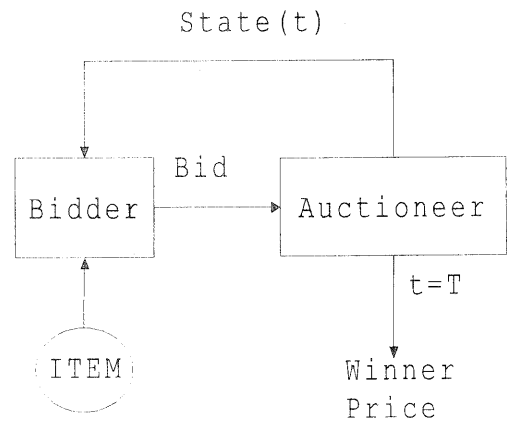 State(t)
Bid
Bidder
Auctioneer
t=T
ITEM
Winner
Price